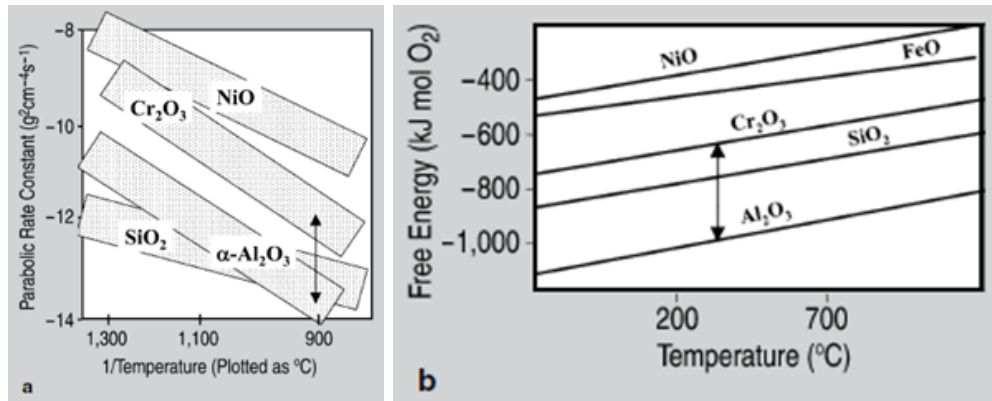 Parabolic Rate Constant (g²cm⁻⁴s⁻¹)
−8
−10
−12
−14
NiO
Cr₂O₃
SiO₂
α-Al₂O₃
1,300
1,100
900
1/Temperature (Plotted as ⁰C)
a
Free Energy (kJ mol O₂)
−400
−600
−800
−1,000
NiO
FeO
Cr₂O₃
SiO₂
Al₂O₃
200
700
Temperature (⁰C)
b